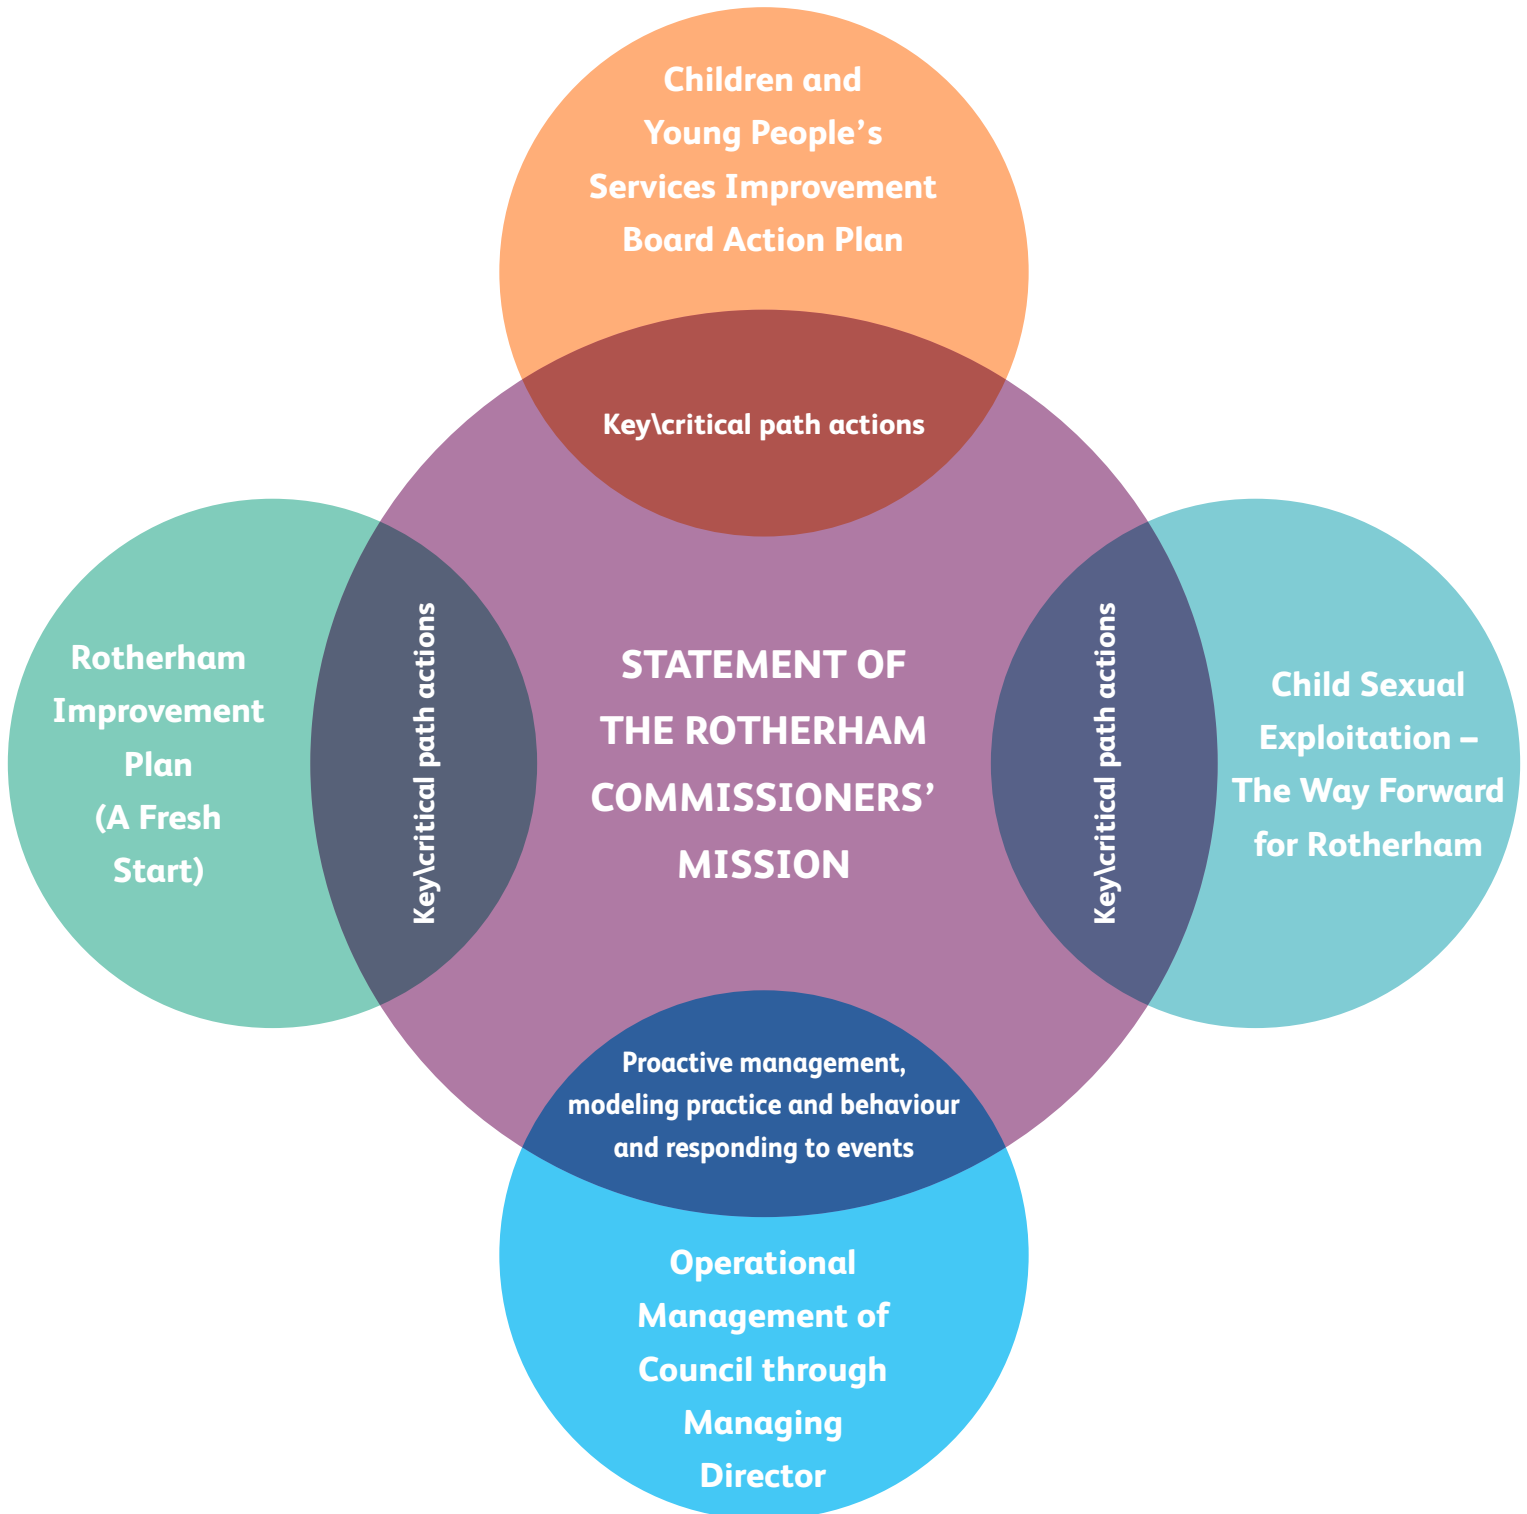 Children and
Young People’s
Services Improvement
Board Action Plan
Key\critical path actions
Rotherham
Improvement
Plan
(A Fresh
Start)
Key\critical path actions
STATEMENT OF
THE ROTHERHAM
COMMISSIONERS’
MISSION
Key\critical path actions
Child Sexual
Exploitation –
The Way Forward
for Rotherham
Proactive management,
modeling practice and behaviour
and responding to events
Operational
Management of
Council through
Managing
Director